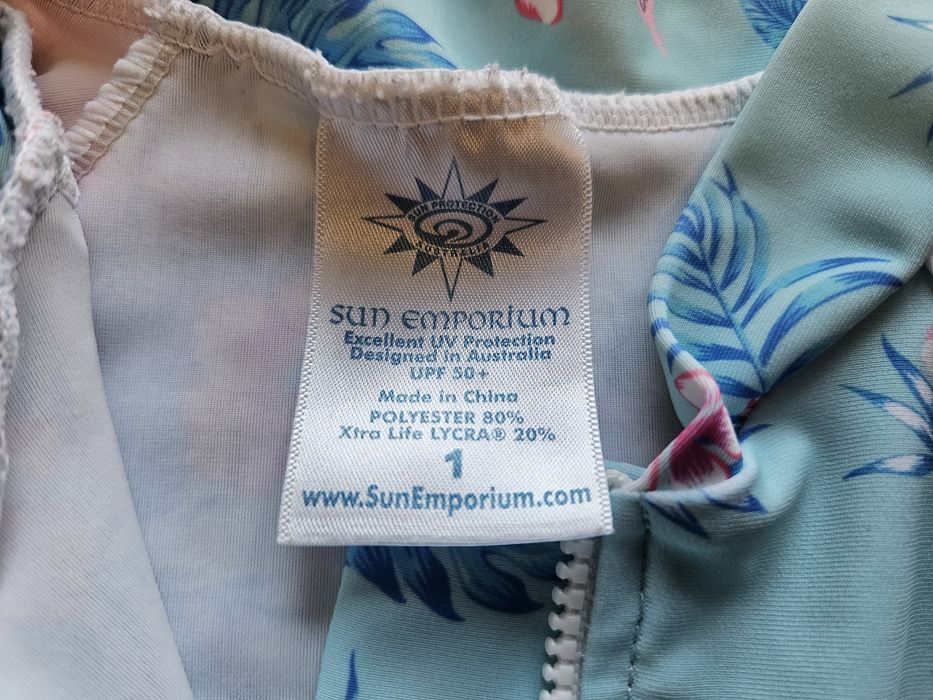 SUN PROTECTION
AUSTRALIA
SUN EMPORIUM
Excellent UV Protection
Designed in Australia
UPF 50+
Made in China
POLYESTER 80%
Xtra Life LYCRA® 20%
1
www.SunEmporium.com